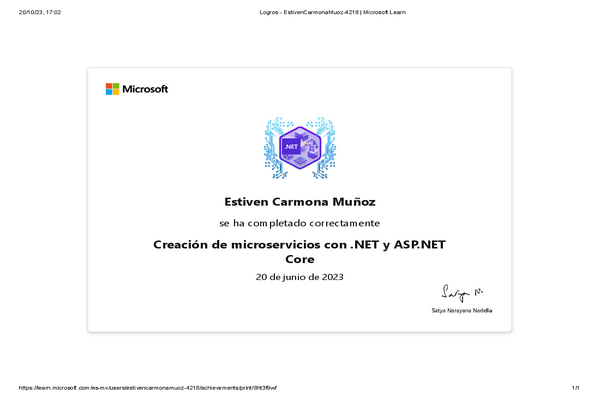 20/10/23, 17:02
Logros - EstivenCarmonaMuoz-4218 | Microsoft Learn
Microsoft
.NET
Estiven Carmona Muñoz
se ha completado correctamente
Creación de microservicios con .NET y ASP.NET
Core
20 de junio de 2023
Satya N.
Satya Narayana Nadella
https://learn.microsoft.com/es-mx/users/estivencarmonamuoz-4218/achievements/print/8ht3f9wf
1/1